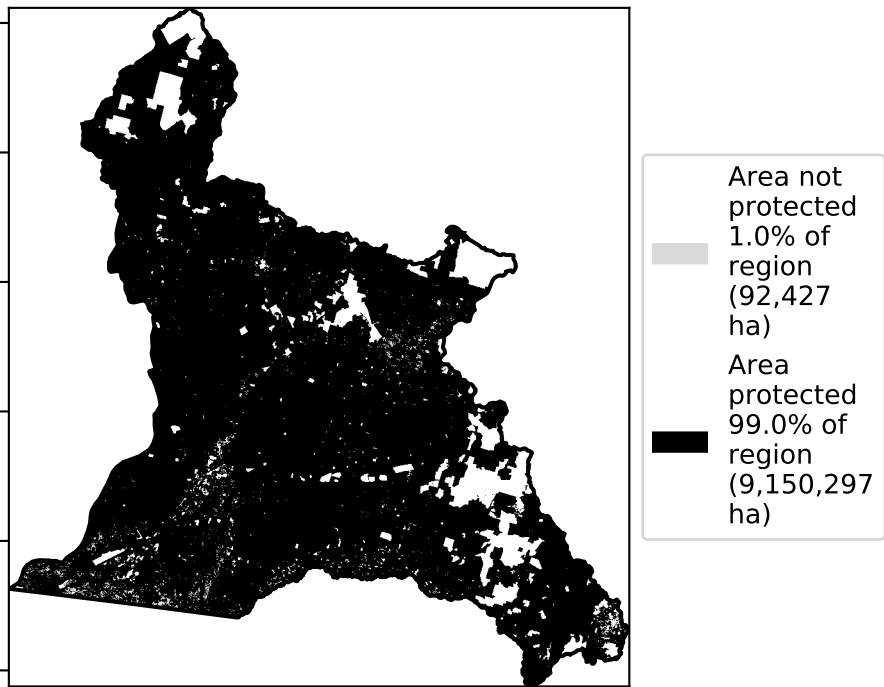 Area not
protected
1.0% of
region
(92,427
ha)
Area
protected
99.0% of
region
(9,150,297
ha)